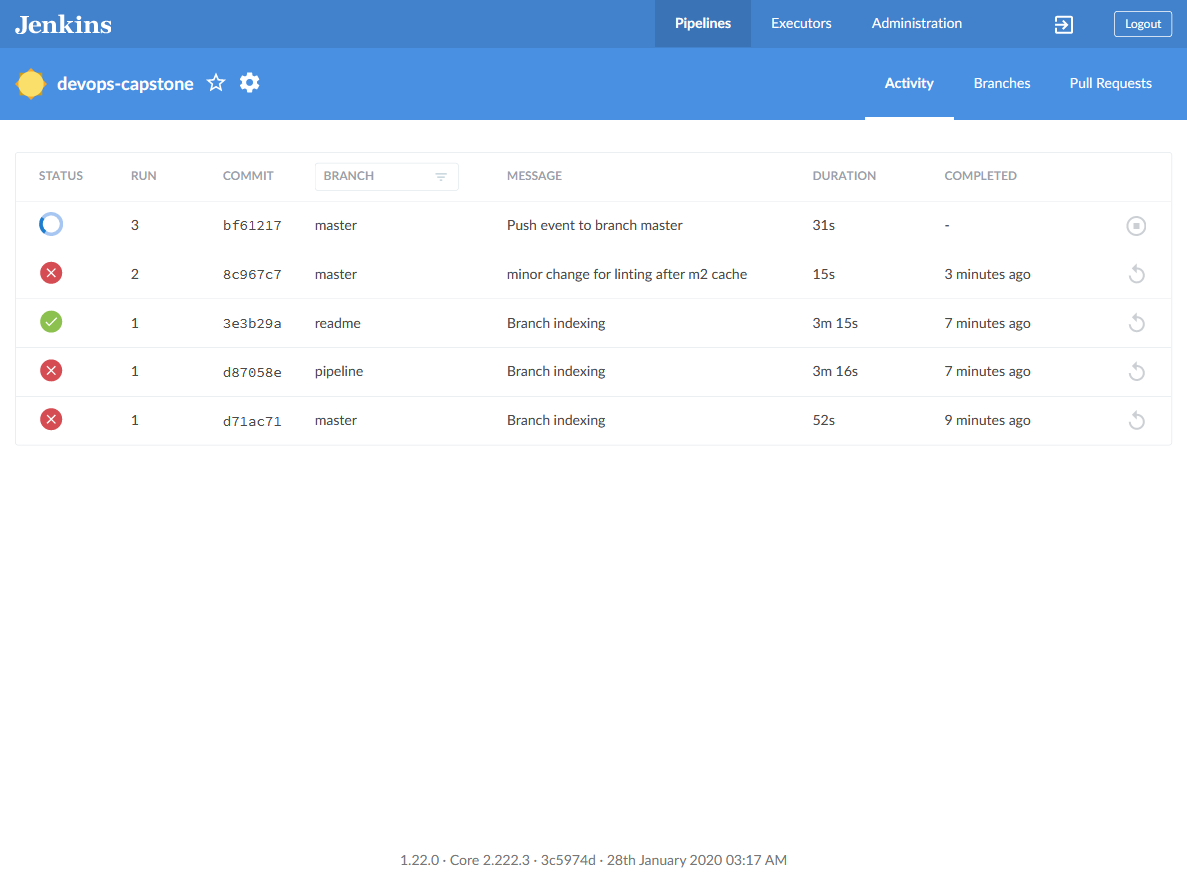 Jenkins Pipelines Executors Administration Logout
devops-capstone Activity Branches Pull Requests
STATUS RUN COMMIT BRANCH MESSAGE DURATION COMPLETED
3 bf61217 master Push event to branch master 31s -
2 8c967c7 master minor change for linting after m2 cache 15s 3 minutes ago
1 3e3b29a readme Branch indexing 3m 15s 7 minutes ago
1 d87058e pipeline Branch indexing 3m 16s 7 minutes ago
1 d71ac71 master Branch indexing 52s 9 minutes ago
1.22.0 · Core 2.222.3 · 3c5974d · 28th January 2020 03:17 AM